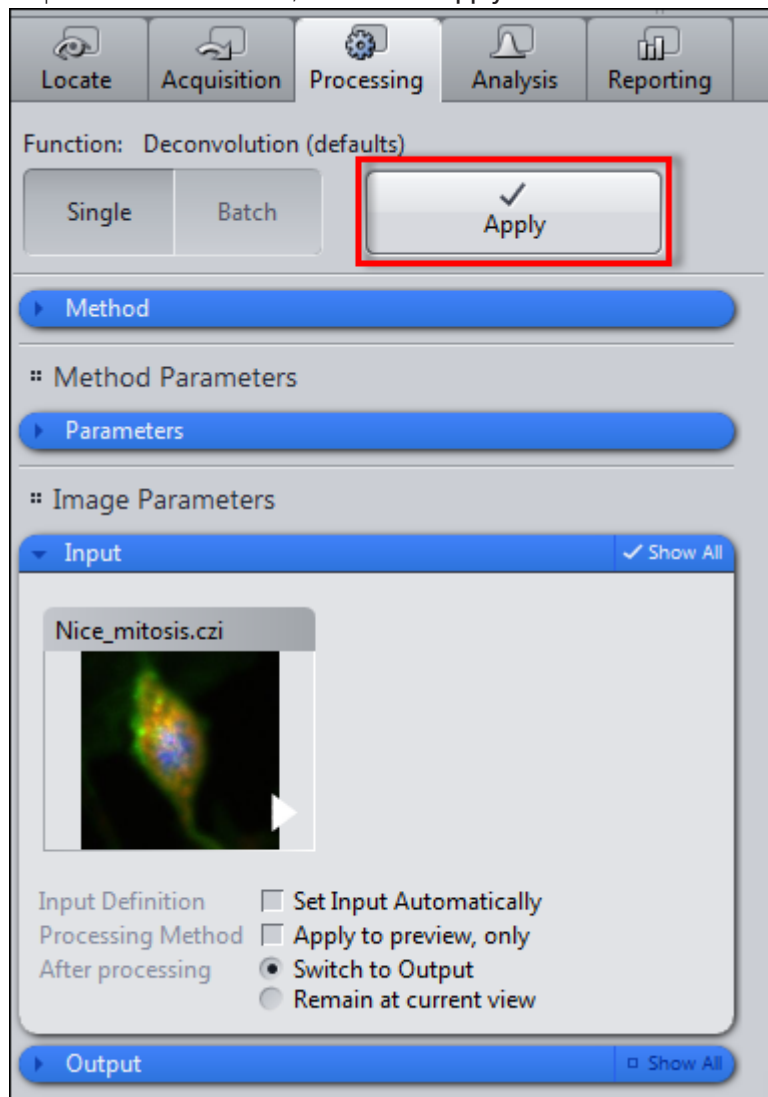 Apply
Locate Acquisition Processing Analysis Reporting
Function: Deconvolution (defaults)
Single Batch Apply
Method
Method Parameters
Parameters
Image Parameters
Input Show All
Nice_mitosis.czi
Input Definition Set Input Automatically
Processing Method Apply to preview, only
After processing Switch to Output
Remain at current view
Output Show All